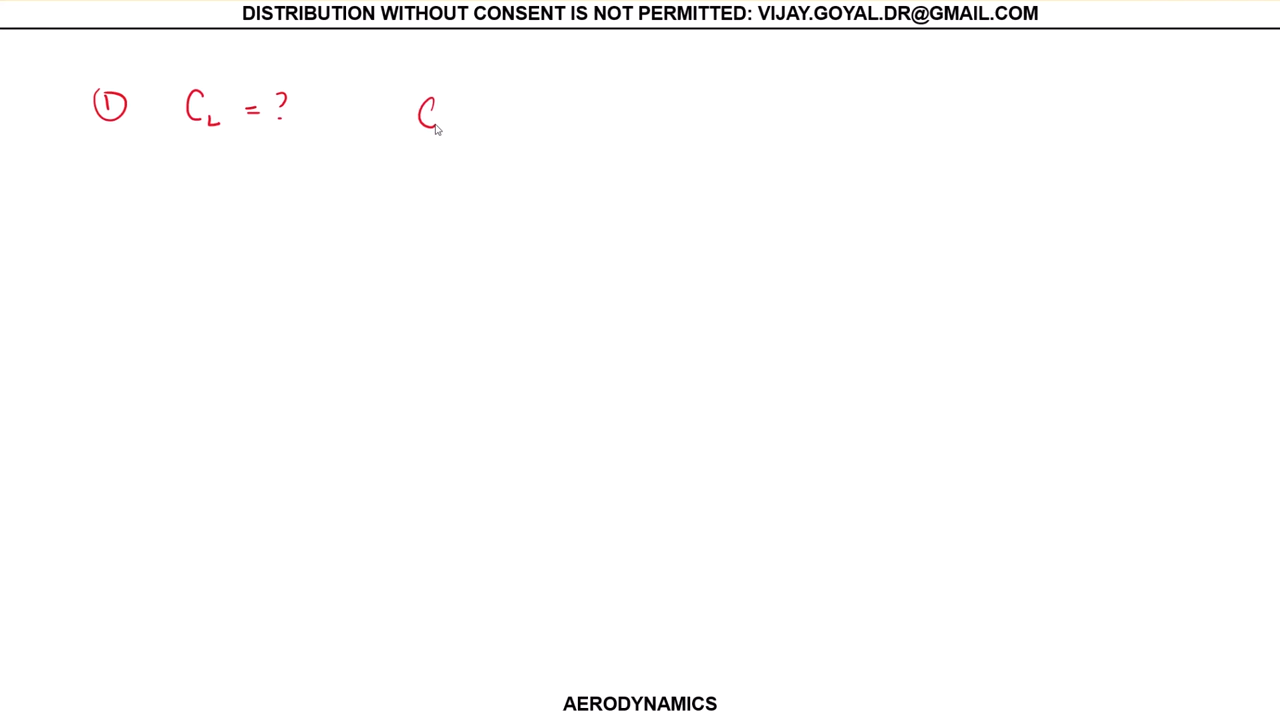 DISTRIBUTION WITHOUT CONSENT IS NOT PERMITTED: VIJAY.GOYAL.DR@GMAIL.COM
① C_L = ? C
AERODYNAMICS